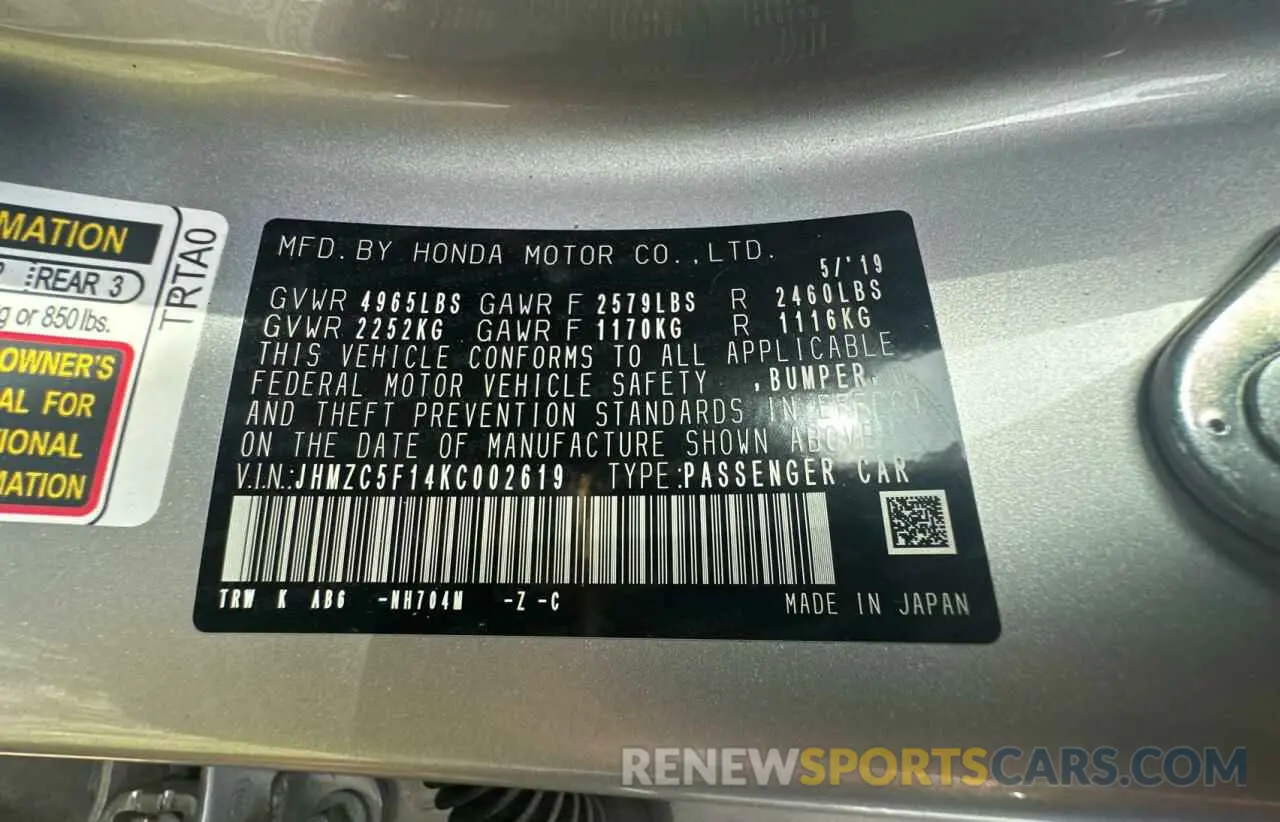 MATION
REAR 3
g or 850 lbs.
OWNER'S
AL FOR
TIONAL
MATION
TRTA0
MFD. BY HONDA MOTOR CO., LTD.
5/'19
GVWR 4965LBS GAWR F 2579LBS R 2460LBS
GVWR 2252KG GAWR F 1170KG R 1116KG
THIS VEHICLE CONFORMS TO ALL APPLICABLE
FEDERAL MOTOR VEHICLE SAFETY ,BUMPER,
AND THEFT PREVENTION STANDARDS IN EFFECT
ON THE DATE OF MANUFACTURE SHOWN ABOVE
V.I.N.:JHMZC5F14KC002619 TYPE:PASSENGER CAR
TRW K AB6 -NH704M -Z -C
MADE IN JAPAN
RENEWSPORTSCARS.COM